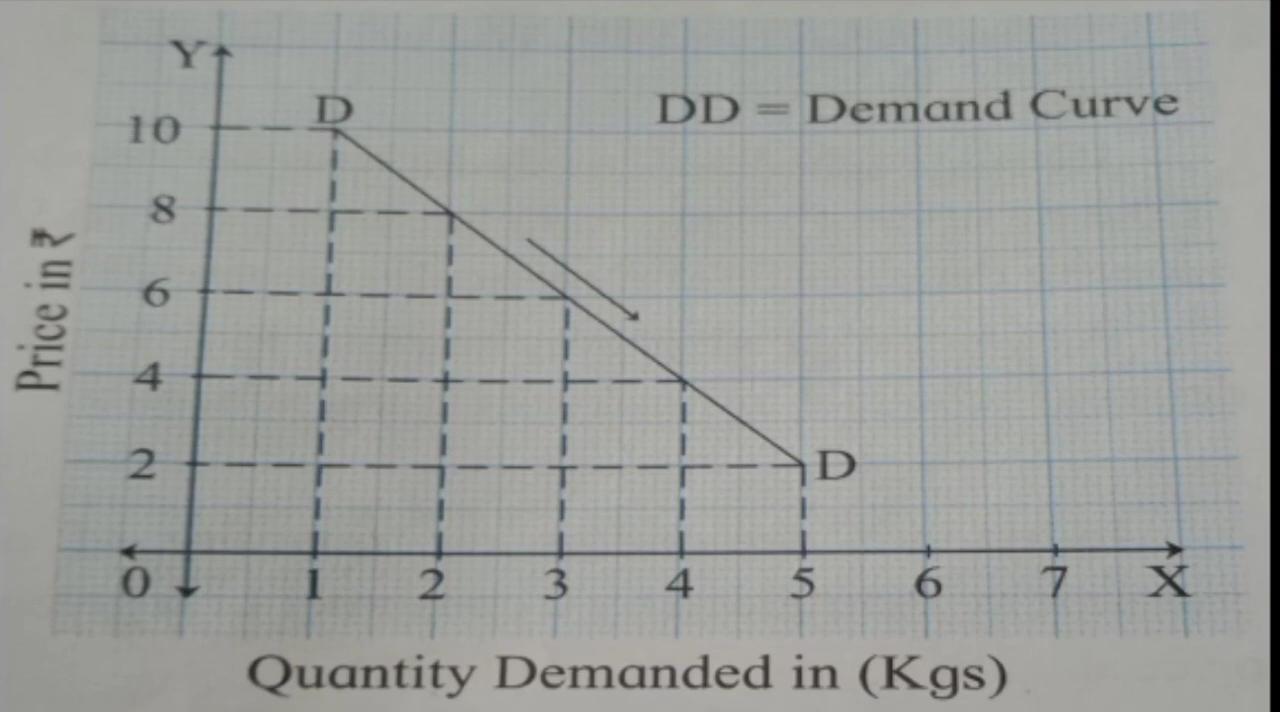 Y
D
DD = Demand Curve
10
8
6
4
2
Price in ₹
D
0 1 2 3 4 5 6 7 X
Quantity Demanded in (Kgs)